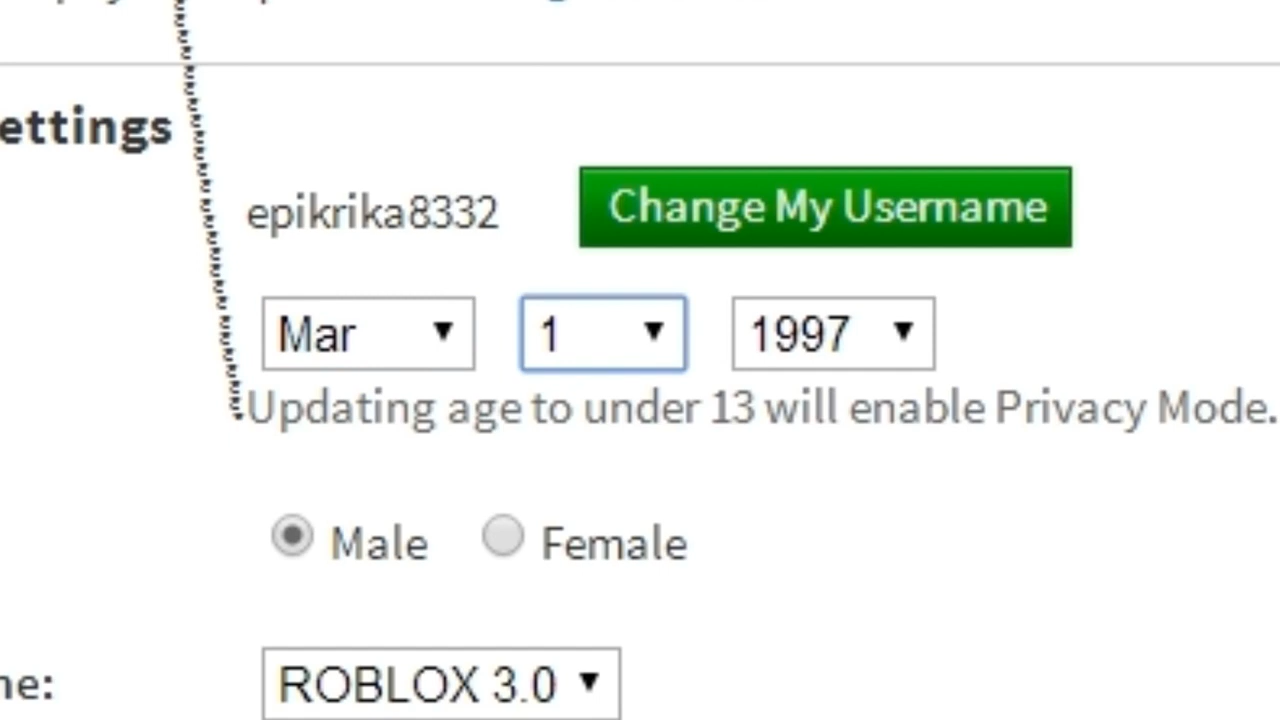 ettings
epikrika8332 Change My Username
Mar 1 1997
Updating age to under 13 will enable Privacy Mode.
Male Female
ne: ROBLOX 3.0